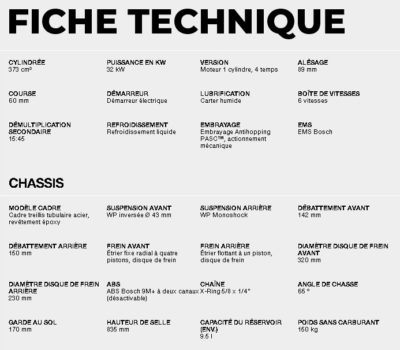 FICHE TECHNIQUE
CYLINDRÉE
373 cm³
PUISSANCE EN KW
32 kW
VERSION
Moteur 1 cylindre, 4 temps
ALÉSAGE
89 mm
COURSE
60 mm
DÉMARREUR
Démarreur électrique
LUBRIFICATION
Carter humide
BOÎTE DE VITESSES
6 vitesses
DÉMULTIPLICATION
SECONDAIRE
15:45
REFROIDISSEMENT
Refroidissement liquide
EMBRAYAGE
Embrayage Antihopping
PASC™, actionnement
mécanique
EMS
EMS Bosch
CHASSIS
MODÈLE CADRE
Cadre treillis tubulaire acier,
revêtement époxy
SUSPENSION AVANT
WP inversée Ø 43 mm
SUSPENSION ARRIÈRE
WP Monoshock
DÉBATTEMENT AVANT
142 mm
DÉBATTEMENT ARRIÈRE
150 mm
FREIN AVANT
Étrier fixe radial à quatre
pistons, disque de frein
FREIN ARRIÈRE
Étrier flottant à un piston,
disque de frein
DIAMÈTRE DISQUE DE FREIN
AVANT
320 mm
DIAMÈTRE DISQUE DE FREIN
ARRIÈRE
230 mm
ABS
ABS Bosch 9M+ à deux canaux
(désactivable)
CHAÎNE
X-Ring 5/8 x 1/4"
ANGLE DE CHASSE
65 °
GARDE AU SOL
170 mm
HAUTEUR DE SELLE
835 mm
CAPACITÉ DU RÉSERVOIR
(ENV.)
9.5 l
POIDS SANS CARBURANT
150 kg